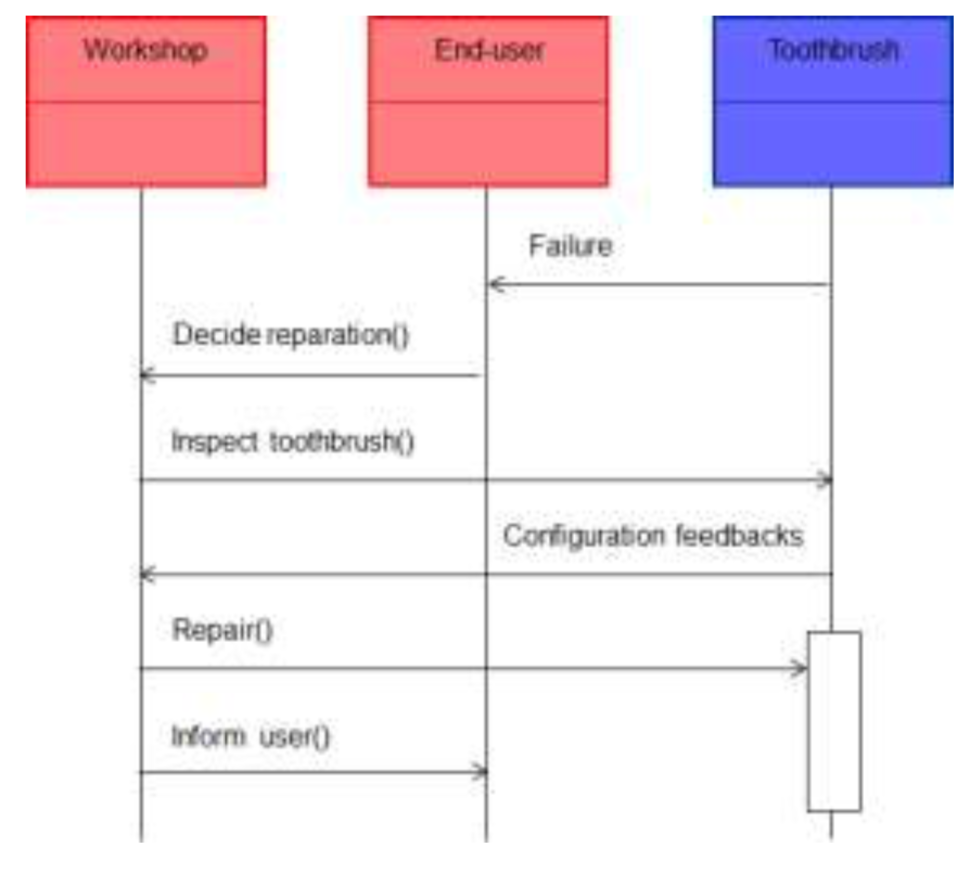 Workshop
End-user
Toothbrush
Failure
Decide reparation()
Inspect toothbrush()
Configuration feedbacks
Repair()
Inform user()